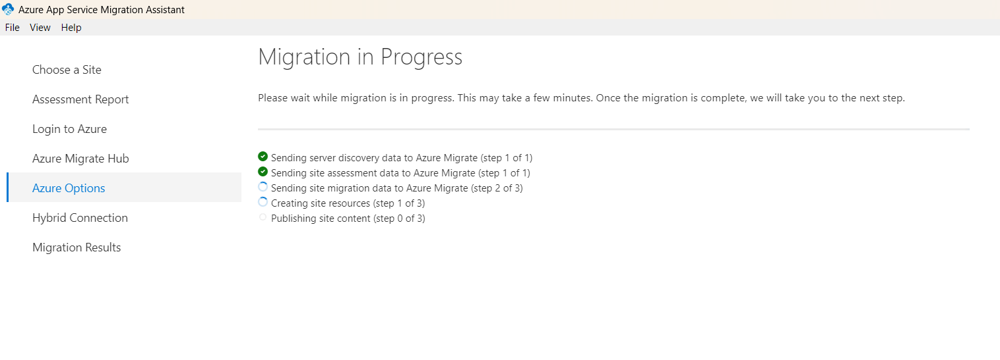 Azure App Service Migration Assistant
File View Help
Migration in Progress
Choose a Site
Assessment Report
Login to Azure
Azure Migrate Hub
Azure Options
Hybrid Connection
Migration Results
Please wait while migration is in progress. This may take a few minutes. Once the migration is complete, we will take you to the next step.
Sending server discovery data to Azure Migrate (step 1 of 1)
Sending site assessment data to Azure Migrate (step 1 of 1)
Sending site migration data to Azure Migrate (step 2 of 3)
Creating site resources (step 1 of 3)
Publishing site content (step 0 of 3)